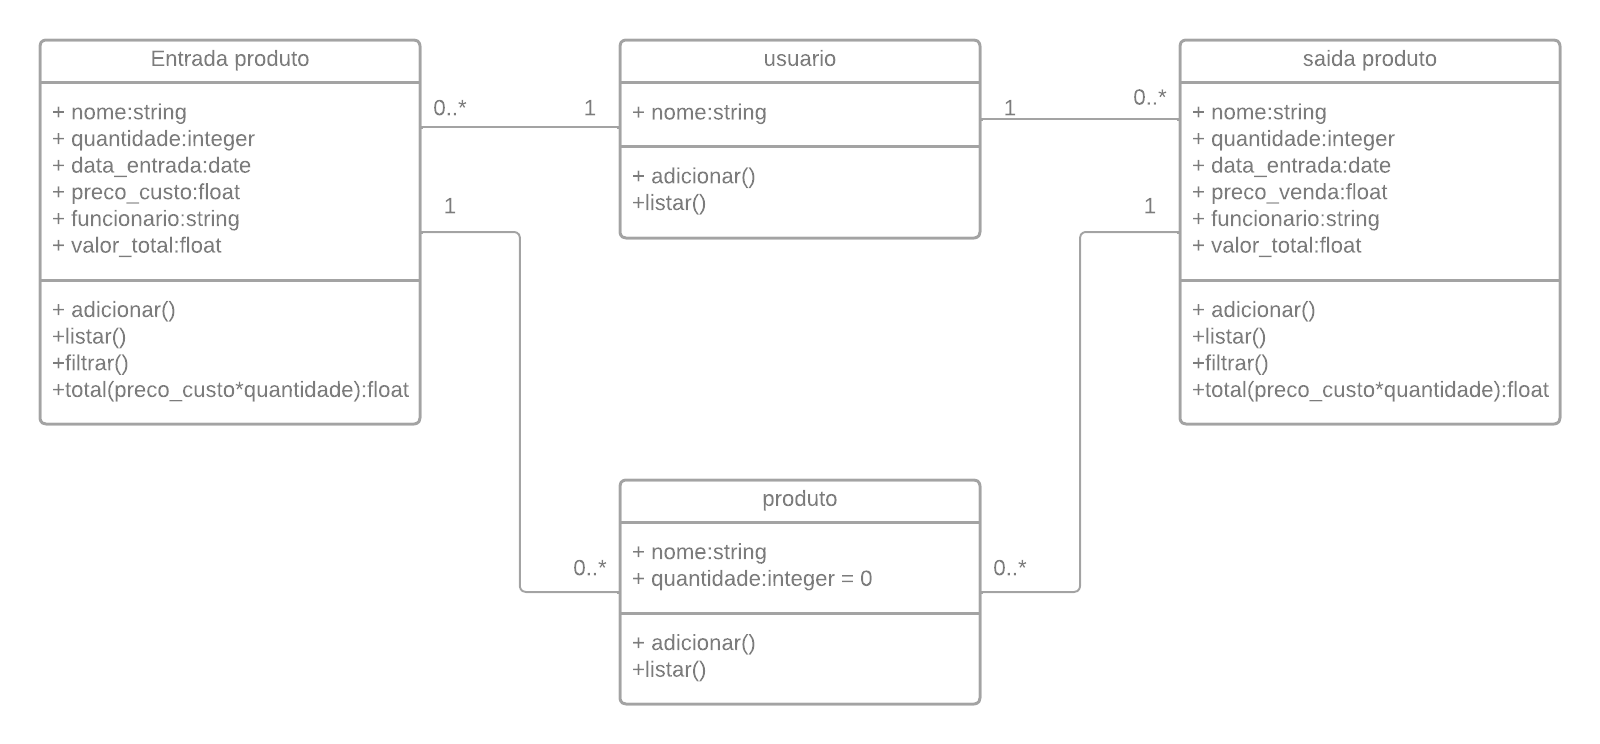 Entrada produto
+ nome:string
+ quantidade:integer
+ data_entrada:date
+ preco_custo:float
+ funcionario:string
+ valor_total:float
+ adicionar()
+listar()
+filtrar()
+total(preco_custo*quantidade):float
0..*
1
1
usuario
+ nome:string
+ adicionar()
+listar()
1
0..*
1
saida produto
+ nome:string
+ quantidade:integer
+ data_entrada:date
+ preco_venda:float
+ funcionario:string
+ valor_total:float
+ adicionar()
+listar()
+filtrar()
+total(preco_custo*quantidade):float
0..*
produto
+ nome:string
+ quantidade:integer = 0
+ adicionar()
+listar()
0..*